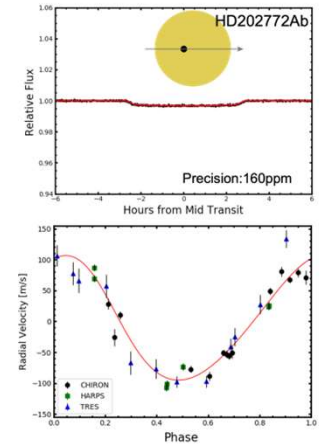 HD202772Ab
Relative Flux
1.06
1.04
1.02
1.00
0.98
0.96
0.94
Precision:160ppm
−6 −4 −2 0 2 4 6
Hours from Mid Transit
Radial Velocity [m/s]
150
100
50
0
−50
−100
−150
CHIRON
HARPS
TRES
0.0 0.2 0.4 0.6 0.8 1.0
Phase